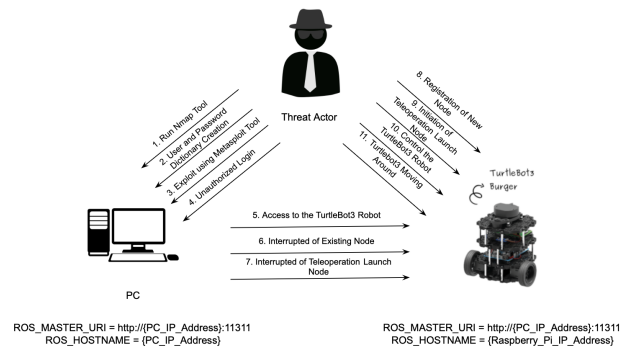 Threat Actor
1. Run Nmap Tool
2. User and Password
Dictionary Creation
3. Exploit using Metasploit Tool
4. Unauthorized Login
8. Registration of New
Node
9. Initiation of
Teleoperation Launch
Node
10. Control the
TurtleBot3 Robot
11. Turtlebot3 Moving
Around
TurtleBot3
Burger
5. Access to the TurtleBot3 Robot
6. Interrupted of Existing Node
7. Interrupted of Teleoperation Launch
Node
PC
ROS_MASTER_URI = http://{PC_IP_Address}:11311
ROS_HOSTNAME = {PC_IP_Address}
ROS_MASTER_URI = http://{PC_IP_Address}:11311
ROS_HOSTNAME = {Raspberry_Pi_IP_Address}